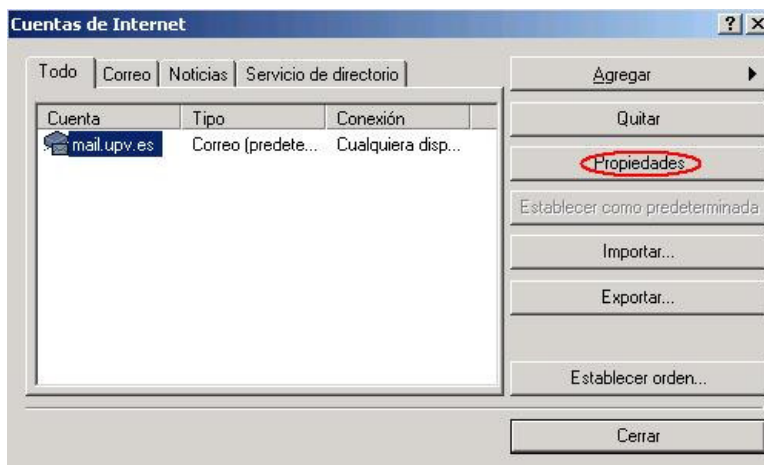 Cuentas de Internet
Todo Correo Noticias Servicio de directorio
Cuenta Tipo Conexión
mail.upv.es Correo (predete... Cualquiera disp...
Agregar
Quitar
Propiedades
Establecer como predeterminada
Importar...
Exportar...
Establecer orden...
Cerrar